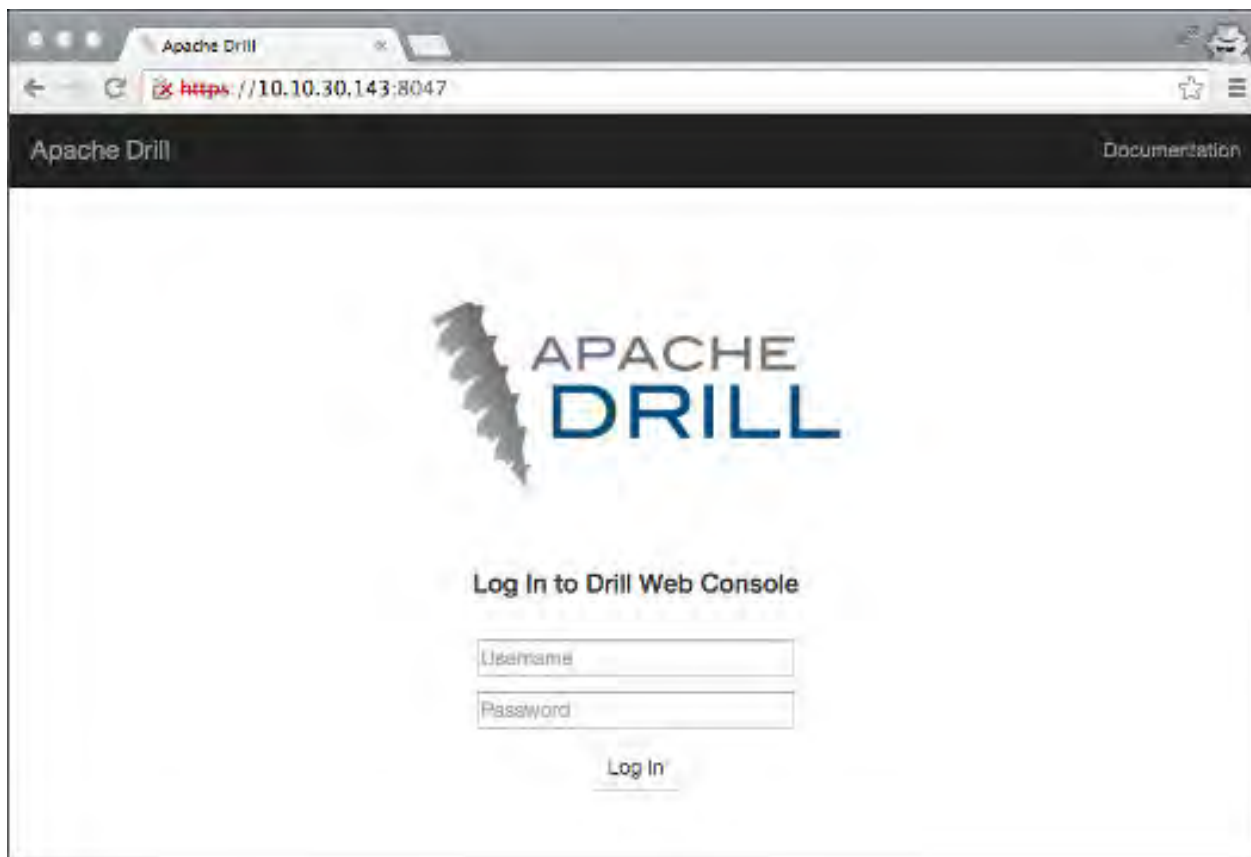 Apache Drill
https://10.10.30.143:8047
Apache Drill Documentation
APACHE
DRILL
Log In to Drill Web Console
Username
Password
Log In